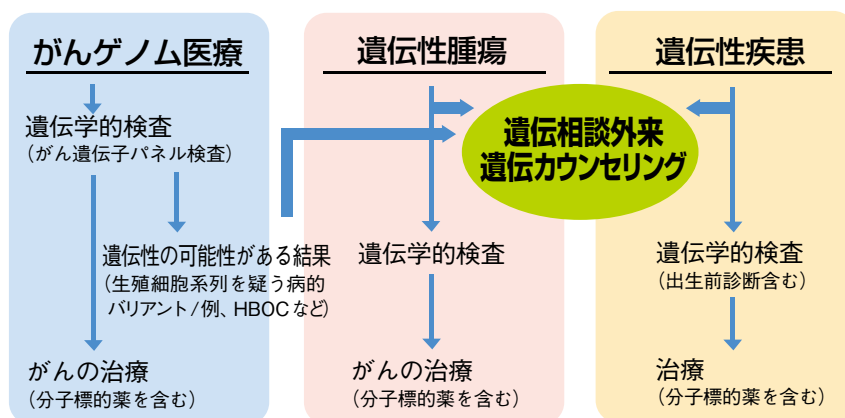 がんゲノム医療
遺伝学的検査
（がん遺伝子パネル検査）
遺伝性の可能性がある結果
（生殖細胞系列を疑う病的
バリアント/例、HBOCなど）
がんの治療
（分子標的薬を含む）
遺伝性腫瘍
遺伝学的検査
がんの治療
（分子標的薬を含む）
遺伝相談外来
遺伝カウンセリング
遺伝性疾患
遺伝学的検査
（出生前診断含む）
治療
（分子標的薬を含む）